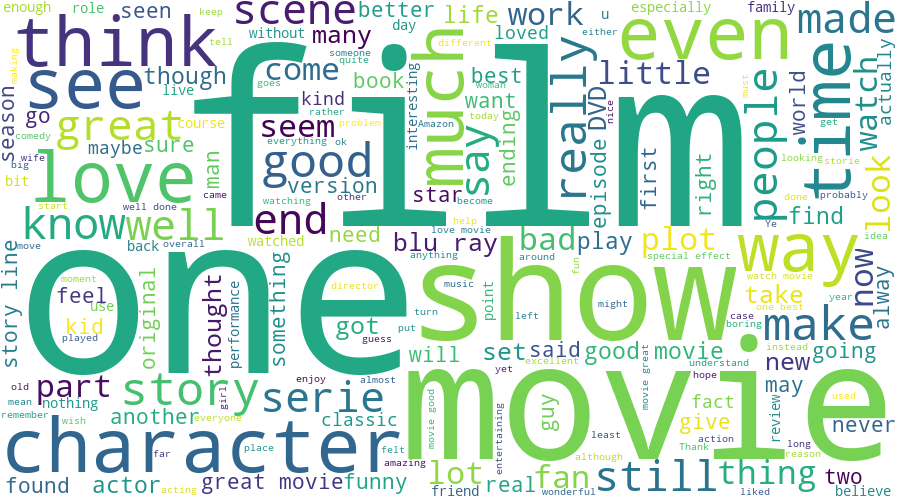 enough
role
seen
scene
many
better
day
life
work
u
especially
family
made
keep
think
tell
see
though
live
go
season
making
comedy
without
someone
quite
come
book
kind
rather
seem
great
course
maybe
sure
wife
big
bit
love
start
man
came
well done
good
version
everything
ok
problem
watching
other
end
know
well
film
loved
different
goes
much
interesting
best
woman
want
Amazon
today
say
ending
star
become
help
love movie
really
either
little
DVD
episode
nice
first
even
people
must
right
world
time
watch
actually
get
looking
storie
done
probably
look
Ye
find
idea
move
back
overall
watched
need
blu ray
bad
play
plot
way
story line
moment
feel
use
kid
played
original
thought
performance
something
director
got
turn
put
guess
anything
music
around
point
left
fun
special effect
might
watch movie
take
one best
case
boring
year
now
alway
make
one
show
old
mean
remember
part
nothing
wish
another
story
girl
everyone
enjoy
almost
serie
classic
will
set
yet
said
excellent
good movie
movie great
understand
hope
new
may
instead
going
reason
used
never
character
far
place
felt
amazing
movie
movie good
entertaining
guy
least
although
fact
give
action
Thank
review
long
two
believe
found
actor
acting
great movie
funny
lot
friend
real
fan
wonderful
still
thing
liked